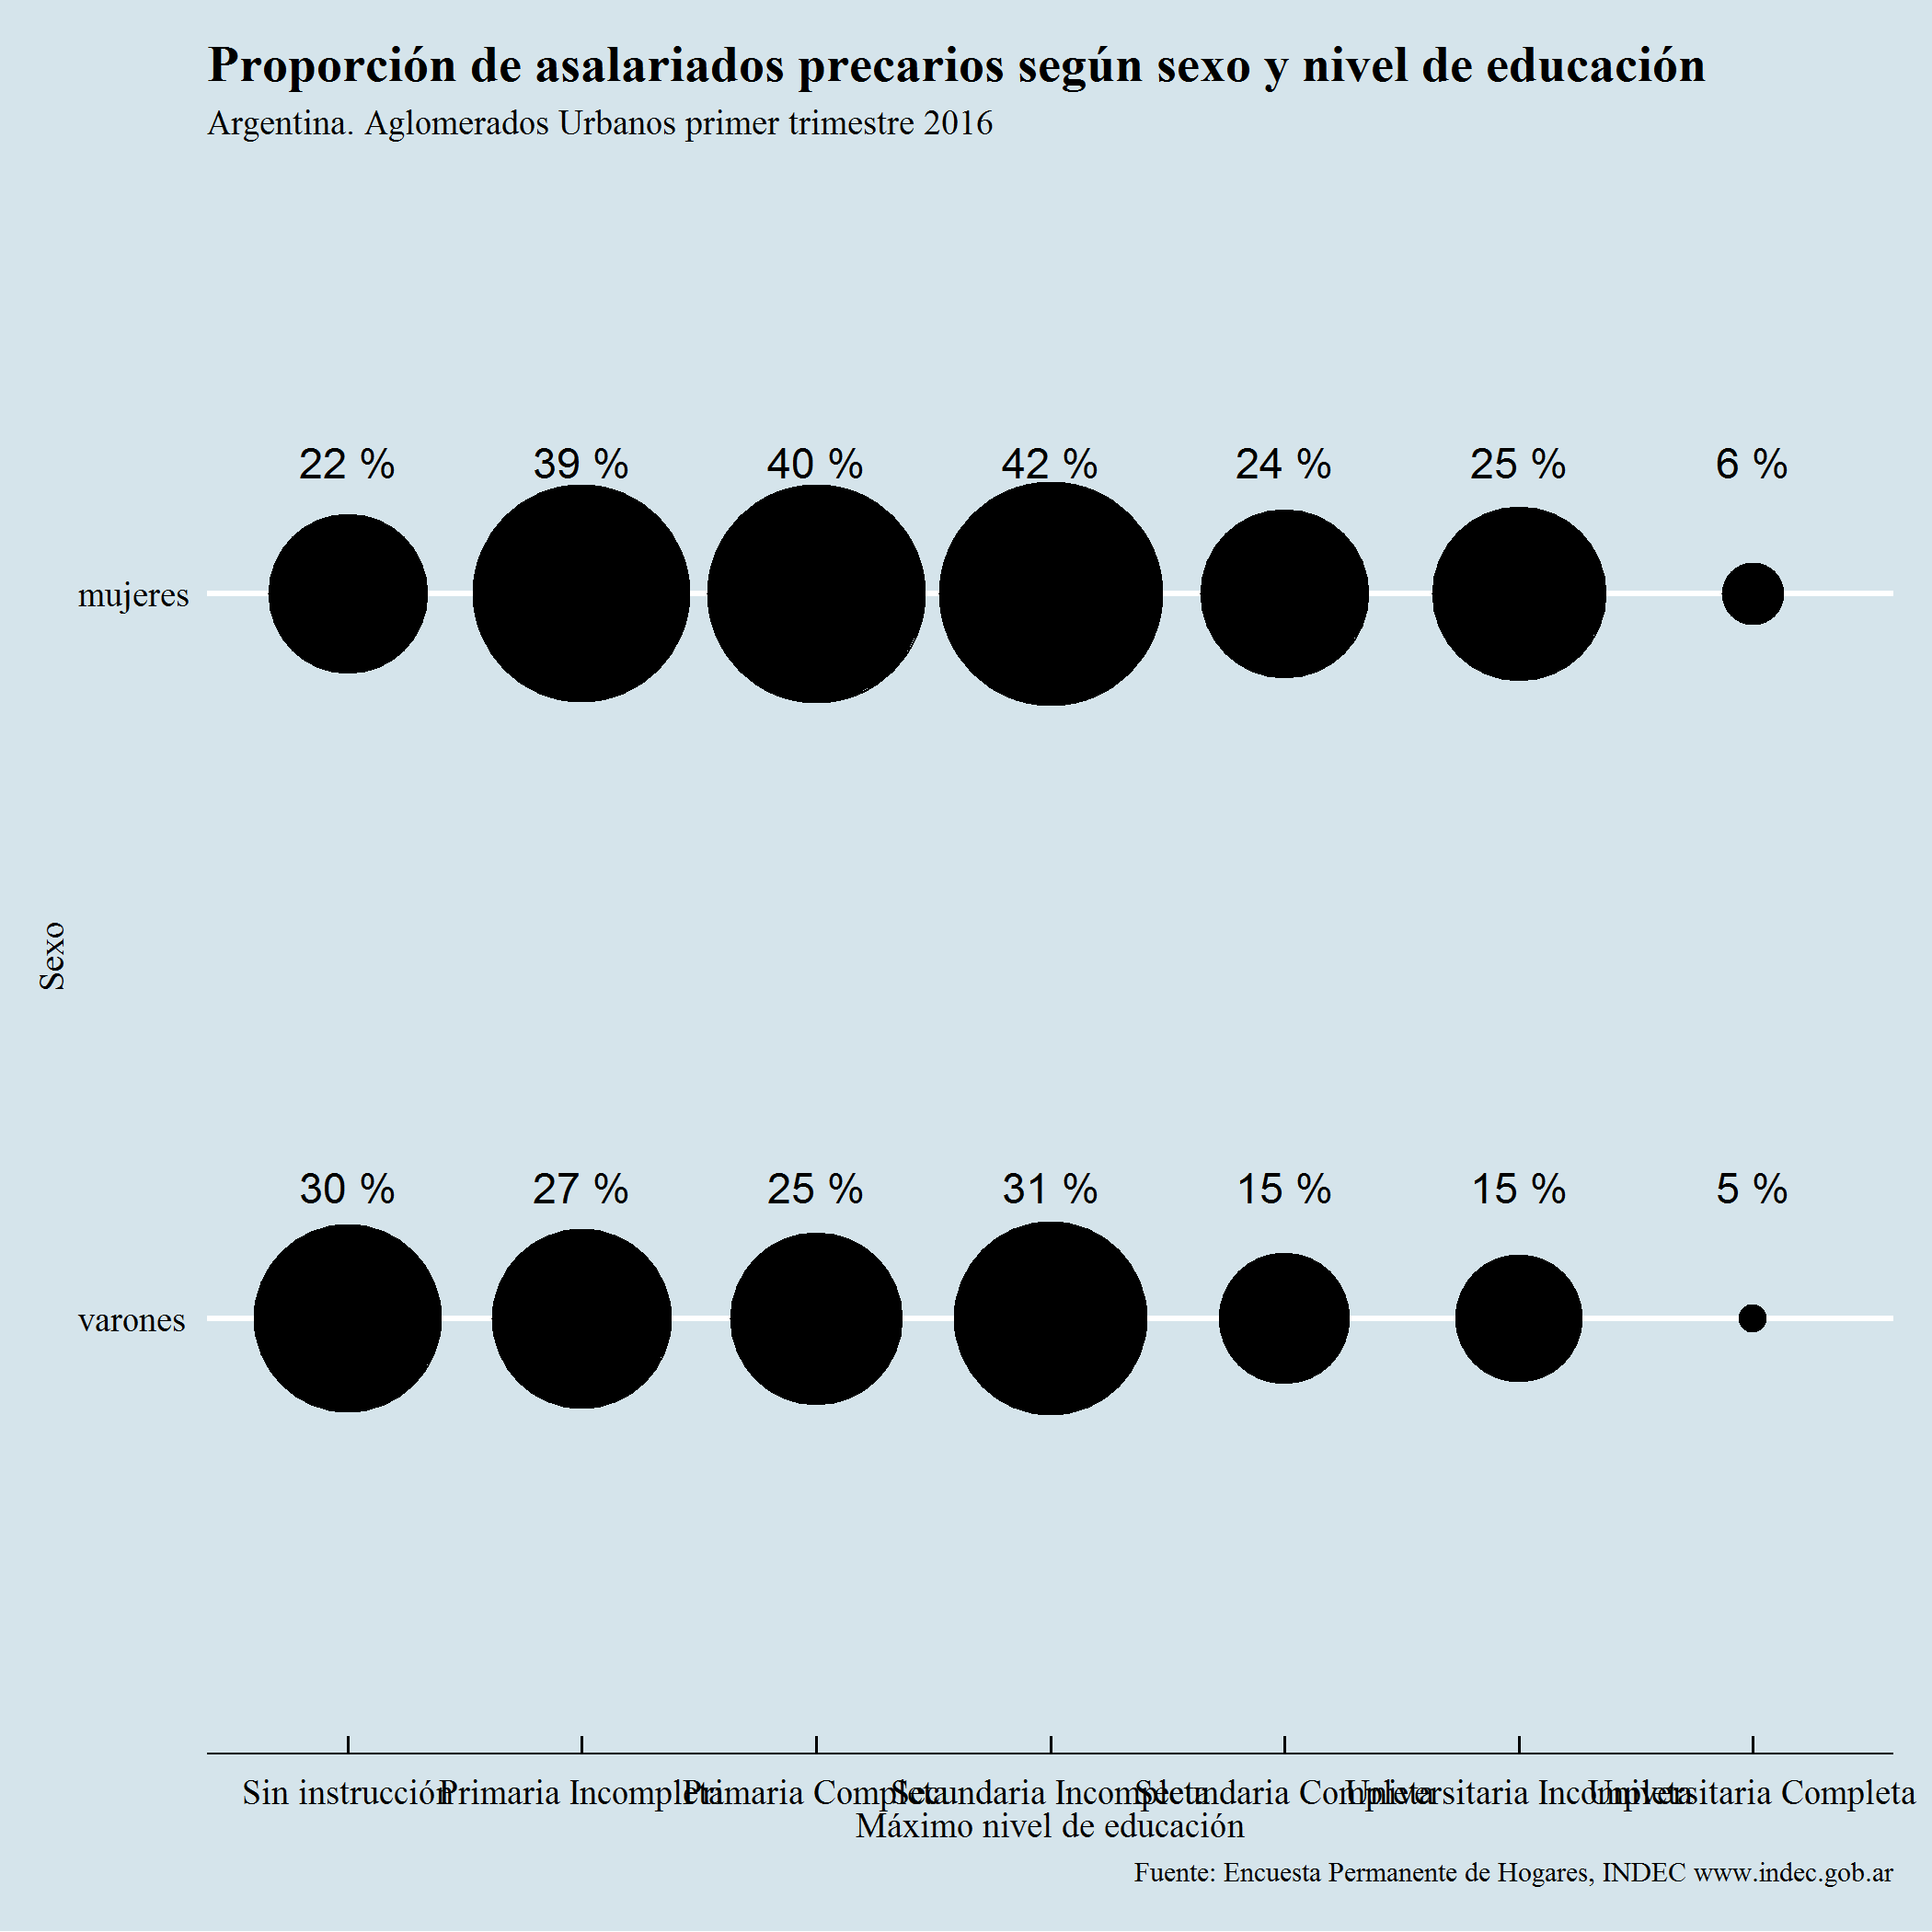 Proporción de asalariados precarios según sexo y nivel de educación
Argentina. Aglomerados Urbanos primer trimestre 2016
22 % 39 % 40 % 42 % 24 % 25 % 6 %
mujeres
Sexo
30 % 27 % 25 % 31 % 15 % 15 % 5 %
varones
Sin instrucción Primaria Incompleta Primaria Completa Secundaria Incompleta Secundaria Completa Universitaria Incompleta Universitaria Completa
Máximo nivel de educación
Fuente: Encuesta Permanente de Hogares, INDEC www.indec.gob.ar